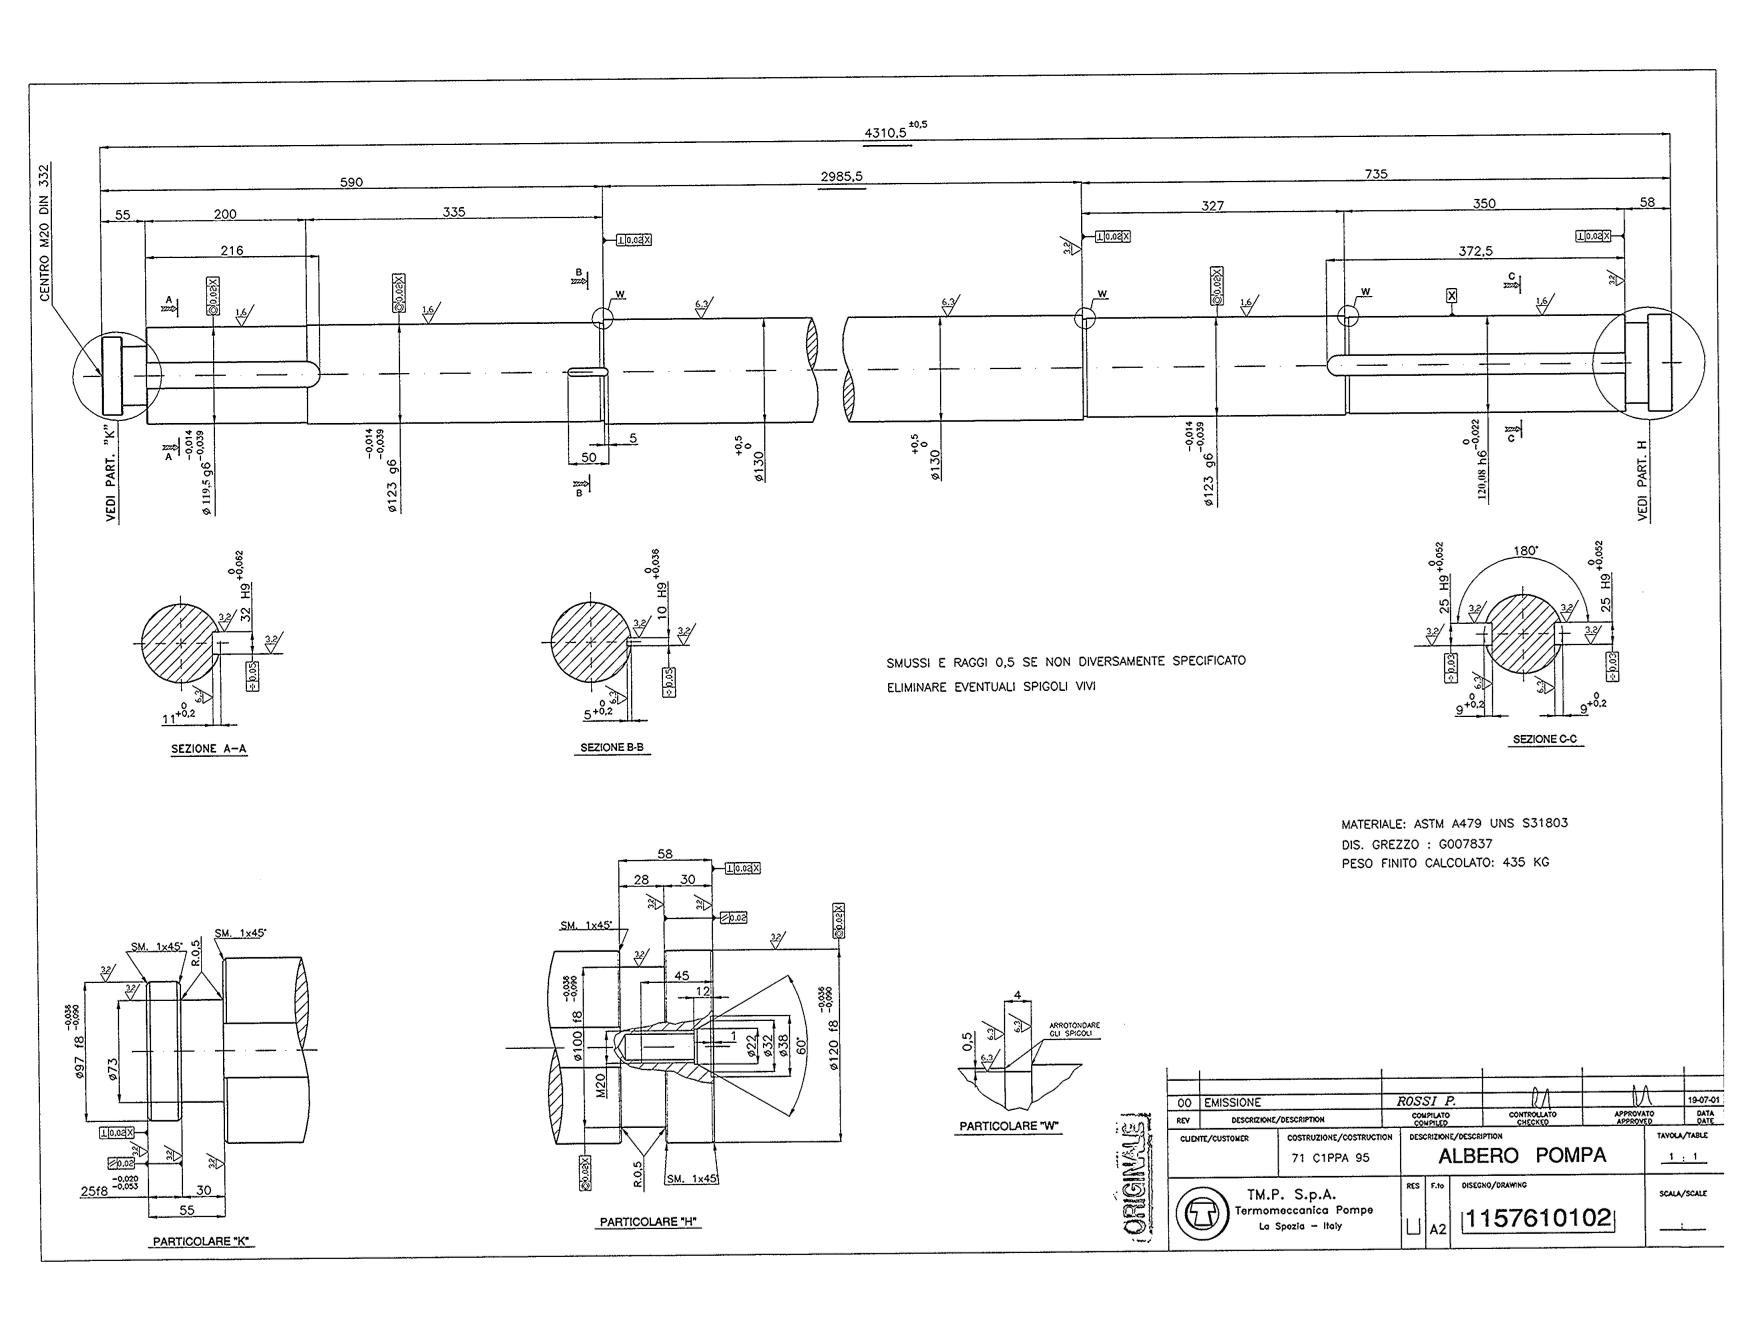 4310,5 ±0,5
590
2985,5
735
55
200
335
327
350
58
216
372,5
CENTRO M20 DIN 332
⊥ 0.02 X
⊥ 0.02 X
⊥ 0.02 X
3.2
3.2
◎ 0.02 X
◎ 0.02 X
◎ 0.02 X
A
B
W
W
W
C
X
1.6
1.6
6.3
6.3
1.6
1.6
5
50
A
B
C
VEDI PART. "K"
ø 119,5 g6 -0,014 -0,039
ø123 g6 -0,014 -0,039
ø130 +0,5 0
ø130 +0,5 0
ø123 g6 -0,014 -0,039
120,08 h6 0 -0,022
VEDI PART. H
32 H9 0 +0,062
3.2
3.2
0.05
6.3
11 0 +0,2
SEZIONE A-A
10 H9 0 +0,036
3.2
3.2
0.05
6.3
5 0 +0,2
SEZIONE B-B
SMUSSI E RAGGI 0,5 SE NON DIVERSAMENTE SPECIFICATO
ELIMINARE EVENTUALI SPIGOLI VIVI
180°
25 H9 0 +0,052
25 H9 0 +0,052
3.2
3.2
3.2
3.2
0.03
0.03
6.3
6.3
9 0 +0,2
9 0 +0,2
SEZIONE C-C
MATERIALE: ASTM A479 UNS S31803
DIS. GREZZO : G007837
PESO FINITO CALCOLATO: 435 KG
SM. 1x45°
R.0,5
SM. 1x45°
3.2
3.2
ø97 f8 -0,036 -0,090
ø73
⊥ 0.02 X
0.02
3.2
3.2
3.2
25f8 -0,020 -0,053
30
55
PARTICOLARE "K"
58
⊥ 0.02 X
28
30
3.2
3.2
0.02
SM. 1x45°
3.2
3.2
◎ 0.02 X
45
12
1
ø100 f8 -0,036 -0,090
M20
ø22
ø32
ø38
60°
ø120 f8 -0,036 -0,090
◎ 0.02 X
R.0,5
SM. 1x45°
PARTICOLARE "H"
4
0,5
6.3
6.3
6.3
ARROTONDARE
GLI SPIGOLI
PARTICOLARE "W"
ORIGINALE
00 EMISSIONE ROSSI P. 19-07-01
REV DESCRIZIONE/DESCRIPTION COMPILATO COMPILED CONTROLLATO CHECKED APPROVATO APPROVED DATA DATE
CLIENTE/CUSTOMER
COSTRUZIONE/COSTRUCTION
71 C1PPA 95
DESCRIZIONE/DESCRIPTION
ALBERO POMPA
TAVOLA/TABLE
1 : 1
TM.P. S.p.A.
Termomeccanica Pompe
La Spezia - Italy
RES
F.to
A2
DISEGNO/DRAWING
1157610102
SCALA/SCALE
: